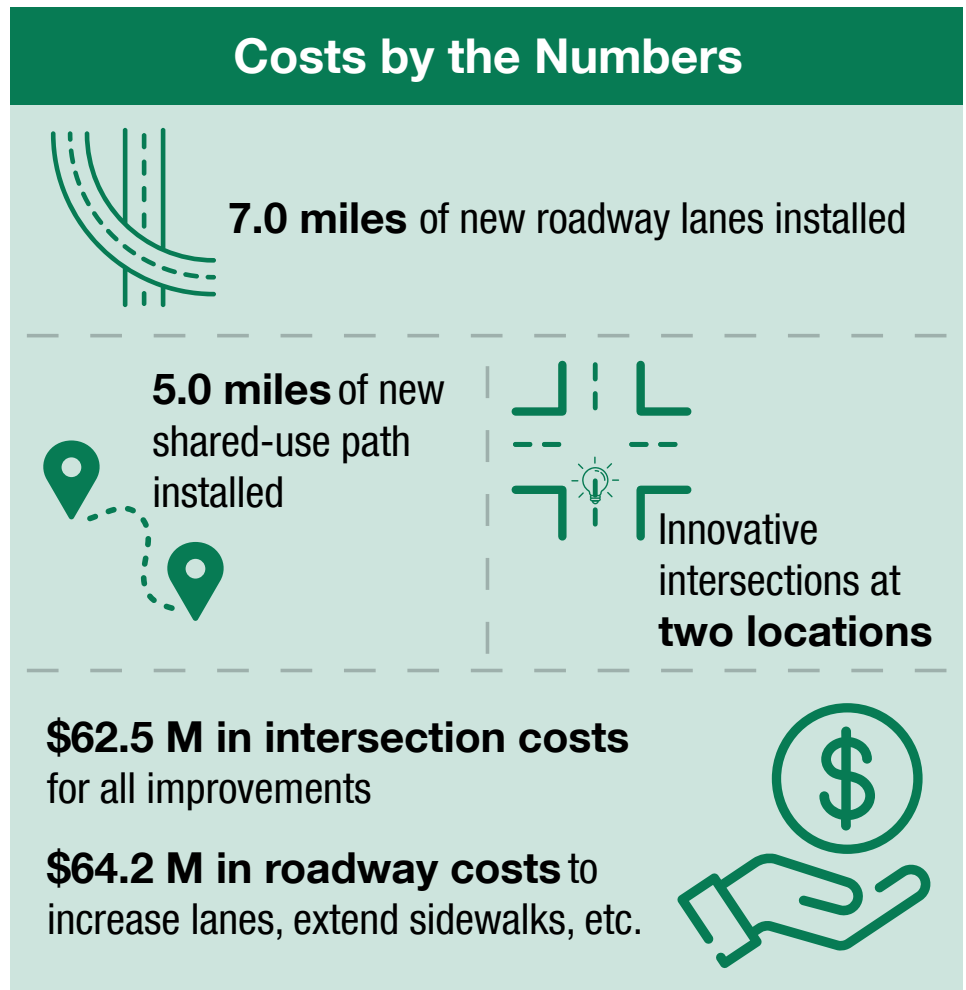 Costs by the Numbers
7.0 miles of new roadway lanes installed
5.0 miles of new
shared-use path
installed
Innovative
intersections at
two locations
$62.5 M in intersection costs
for all improvements
$64.2 M in roadway costs to
increase lanes, extend sidewalks, etc.
$